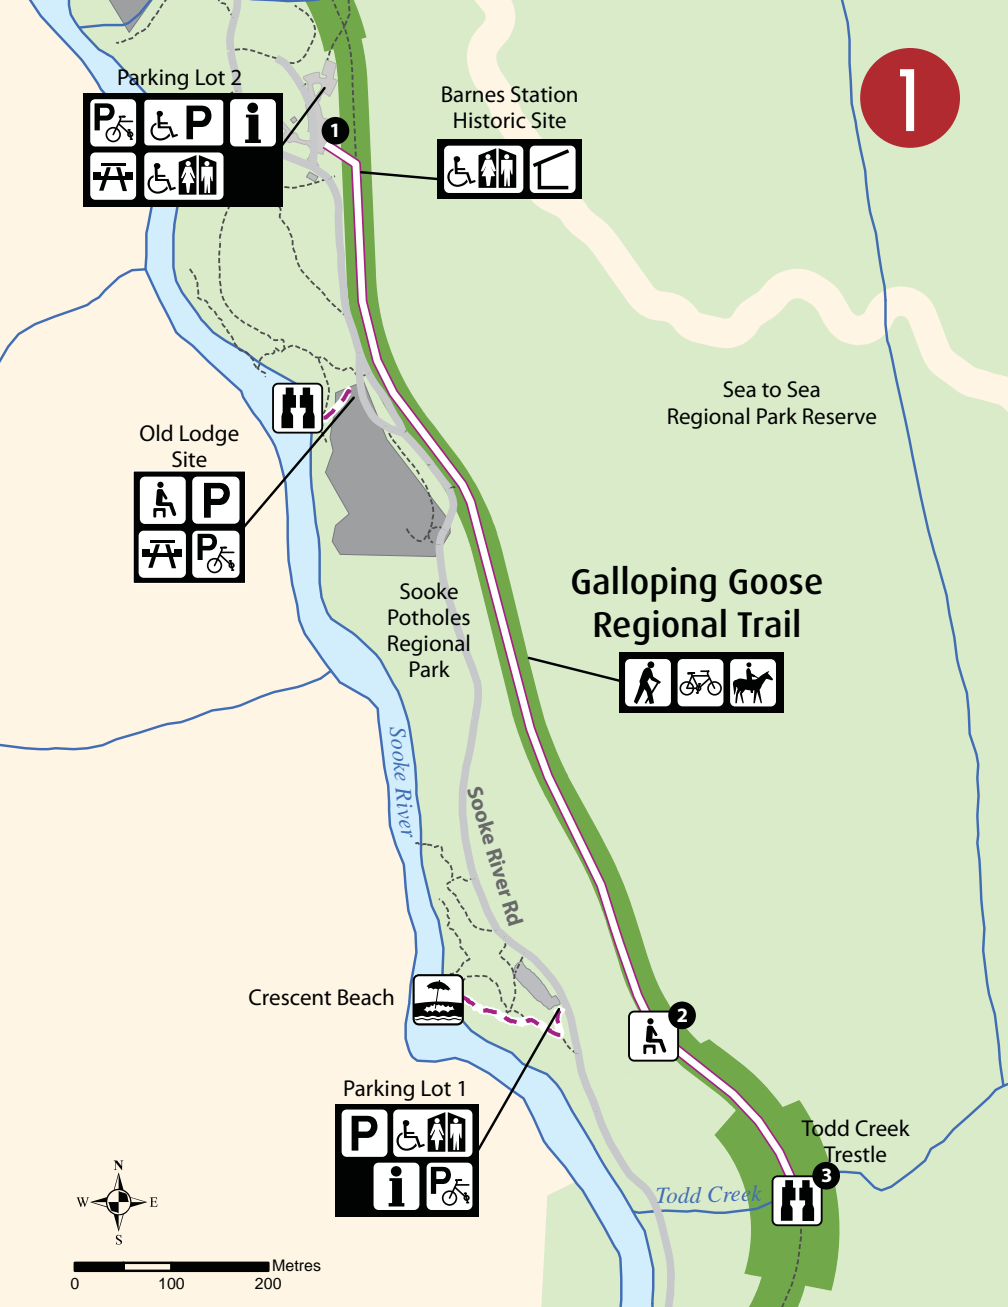 1
Parking Lot 2
P
P
i
1
Barnes Station
Historic Site
Sea to Sea
Regional Park Reserve
Old Lodge
Site
P
P
Galloping Goose
Regional Trail
Sooke
Potholes
Regional
Park
Sooke River
Sooke River Rd
Crescent Beach
2
Parking Lot 1
P
i
P
Todd Creek
Trestle
3
Todd Creek
N
W
E
S
Metres
0
100
200